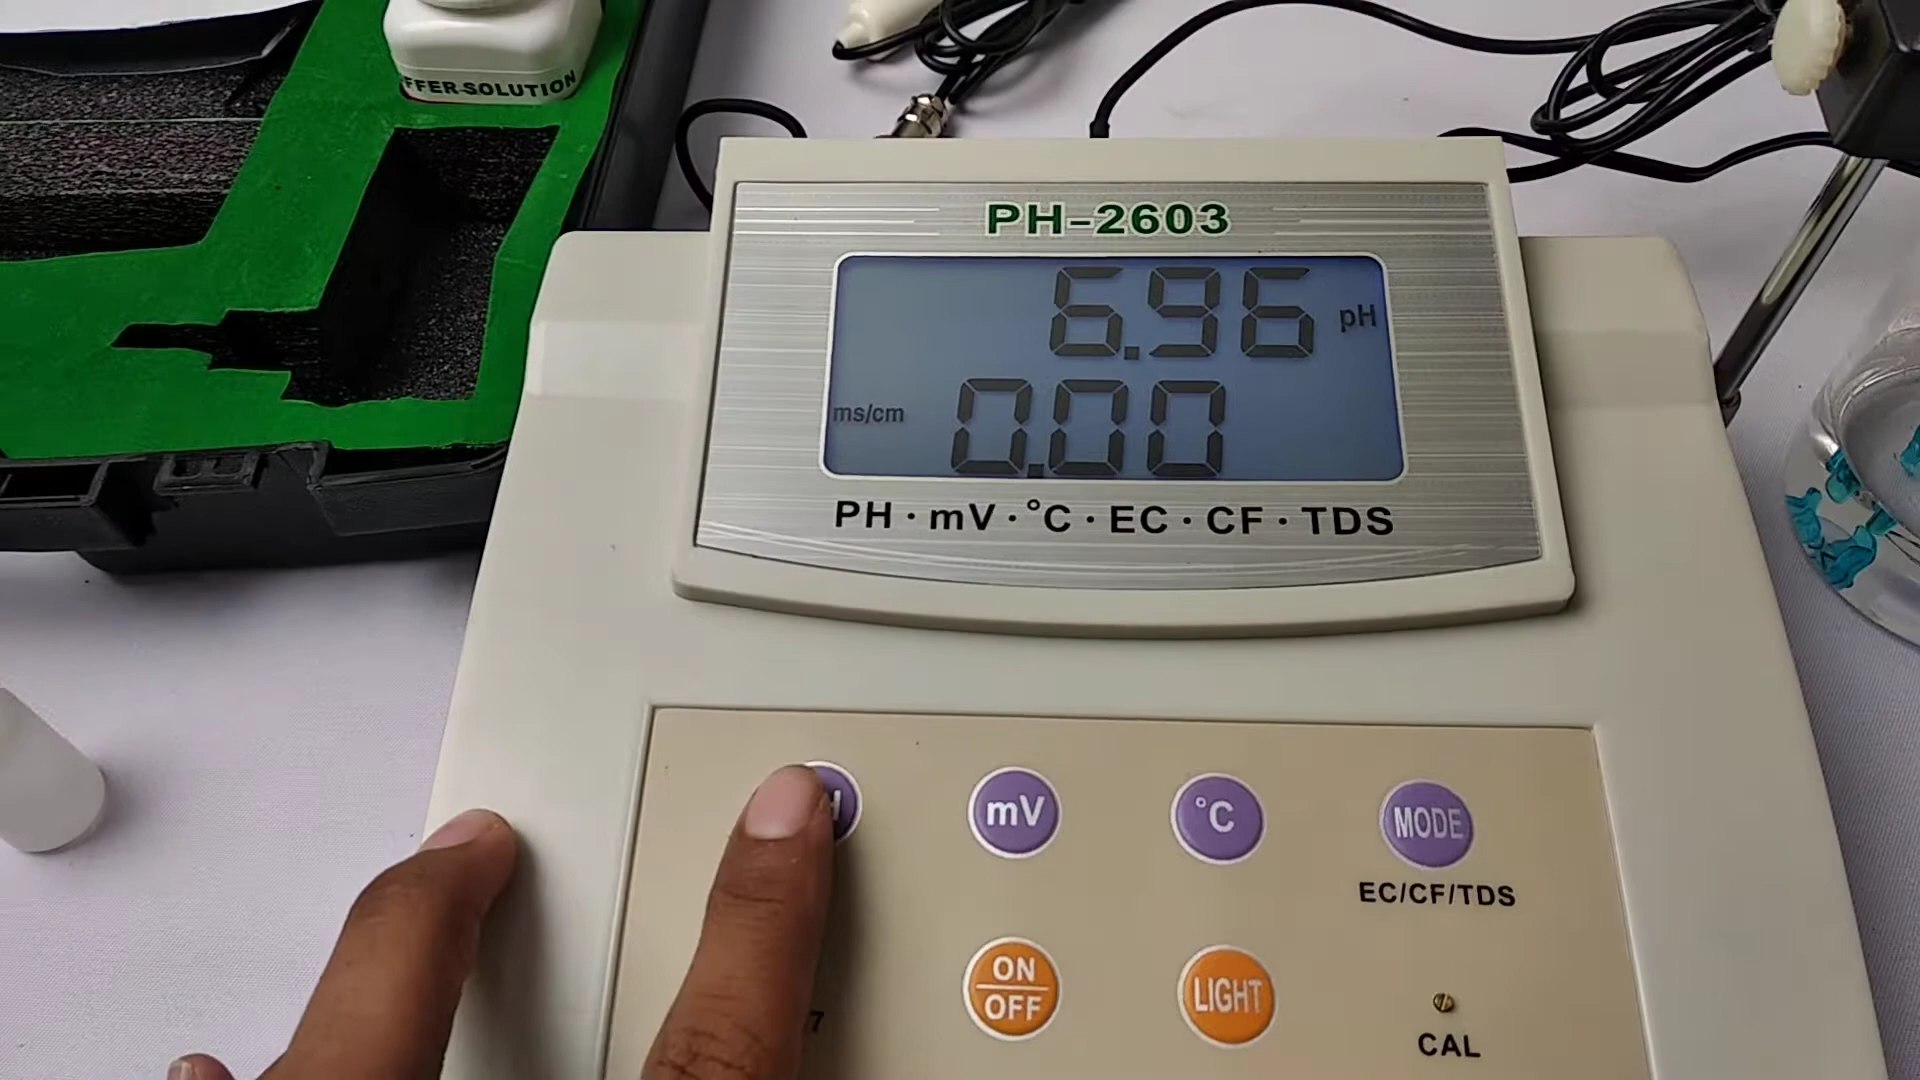 FFER SOLUTION
PH-2603
6.96 pH
ms/cm 0.00
PH · mV · °C · EC · CF · TDS
H mV °C MODE
EC/CF/TDS
ON
OFF
LIGHT
7
CAL